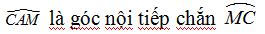 \widehat{CAM} là góc nội tiếp chắn \overset{\frown}{MC}